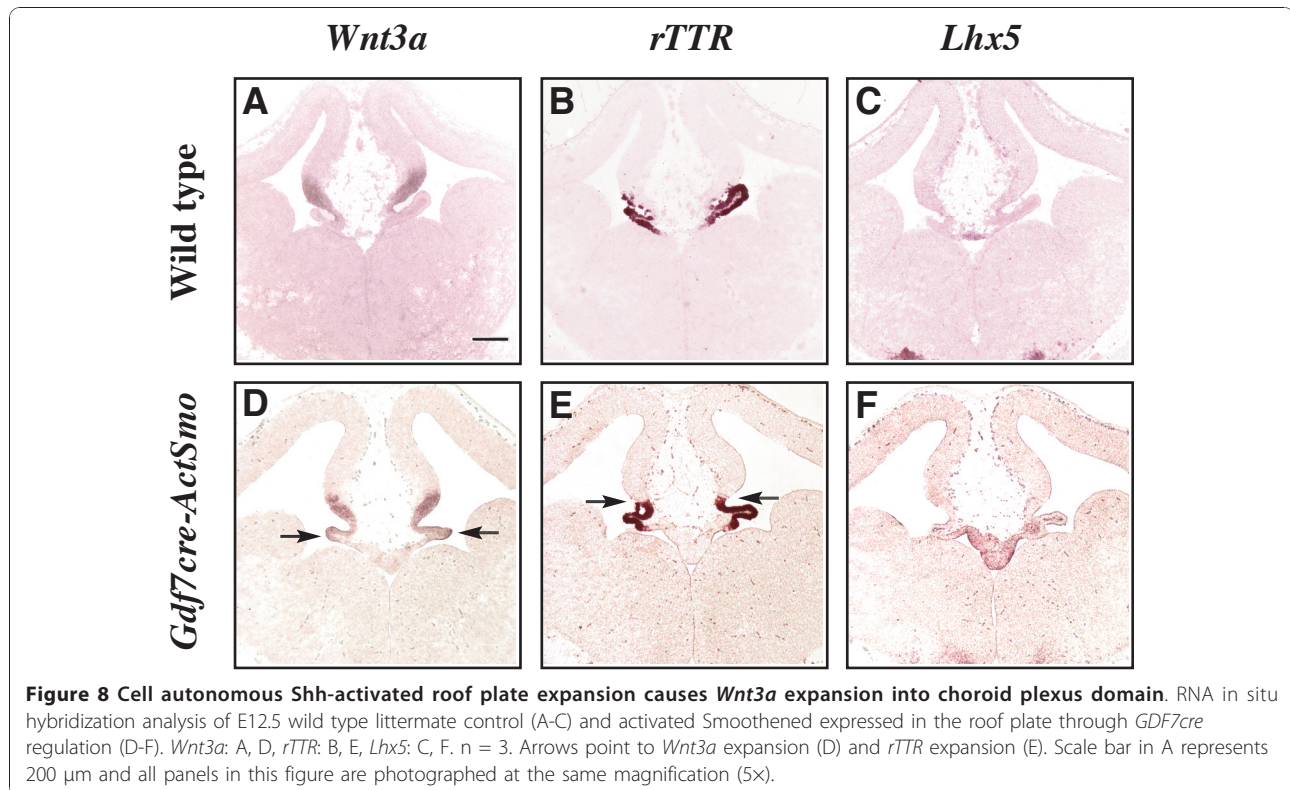 Wnt3a rTTR Lhx5
Wild type
A B C
Gdf7cre-ActSmo
D E F
Figure 8 Cell autonomous Shh-activated roof plate expansion causes Wnt3a expansion into choroid plexus domain. RNA in situ
hybridization analysis of E12.5 wild type littermate control (A-C) and activated Smoothened expressed in the roof plate through GDF7cre
regulation (D-F). Wnt3a: A, D, rTTR: B, E, Lhx5: C, F. n = 3. Arrows point to Wnt3a expansion (D) and rTTR expansion (E). Scale bar in A represents
200 μm and all panels in this figure are photographed at the same magnification (5×).